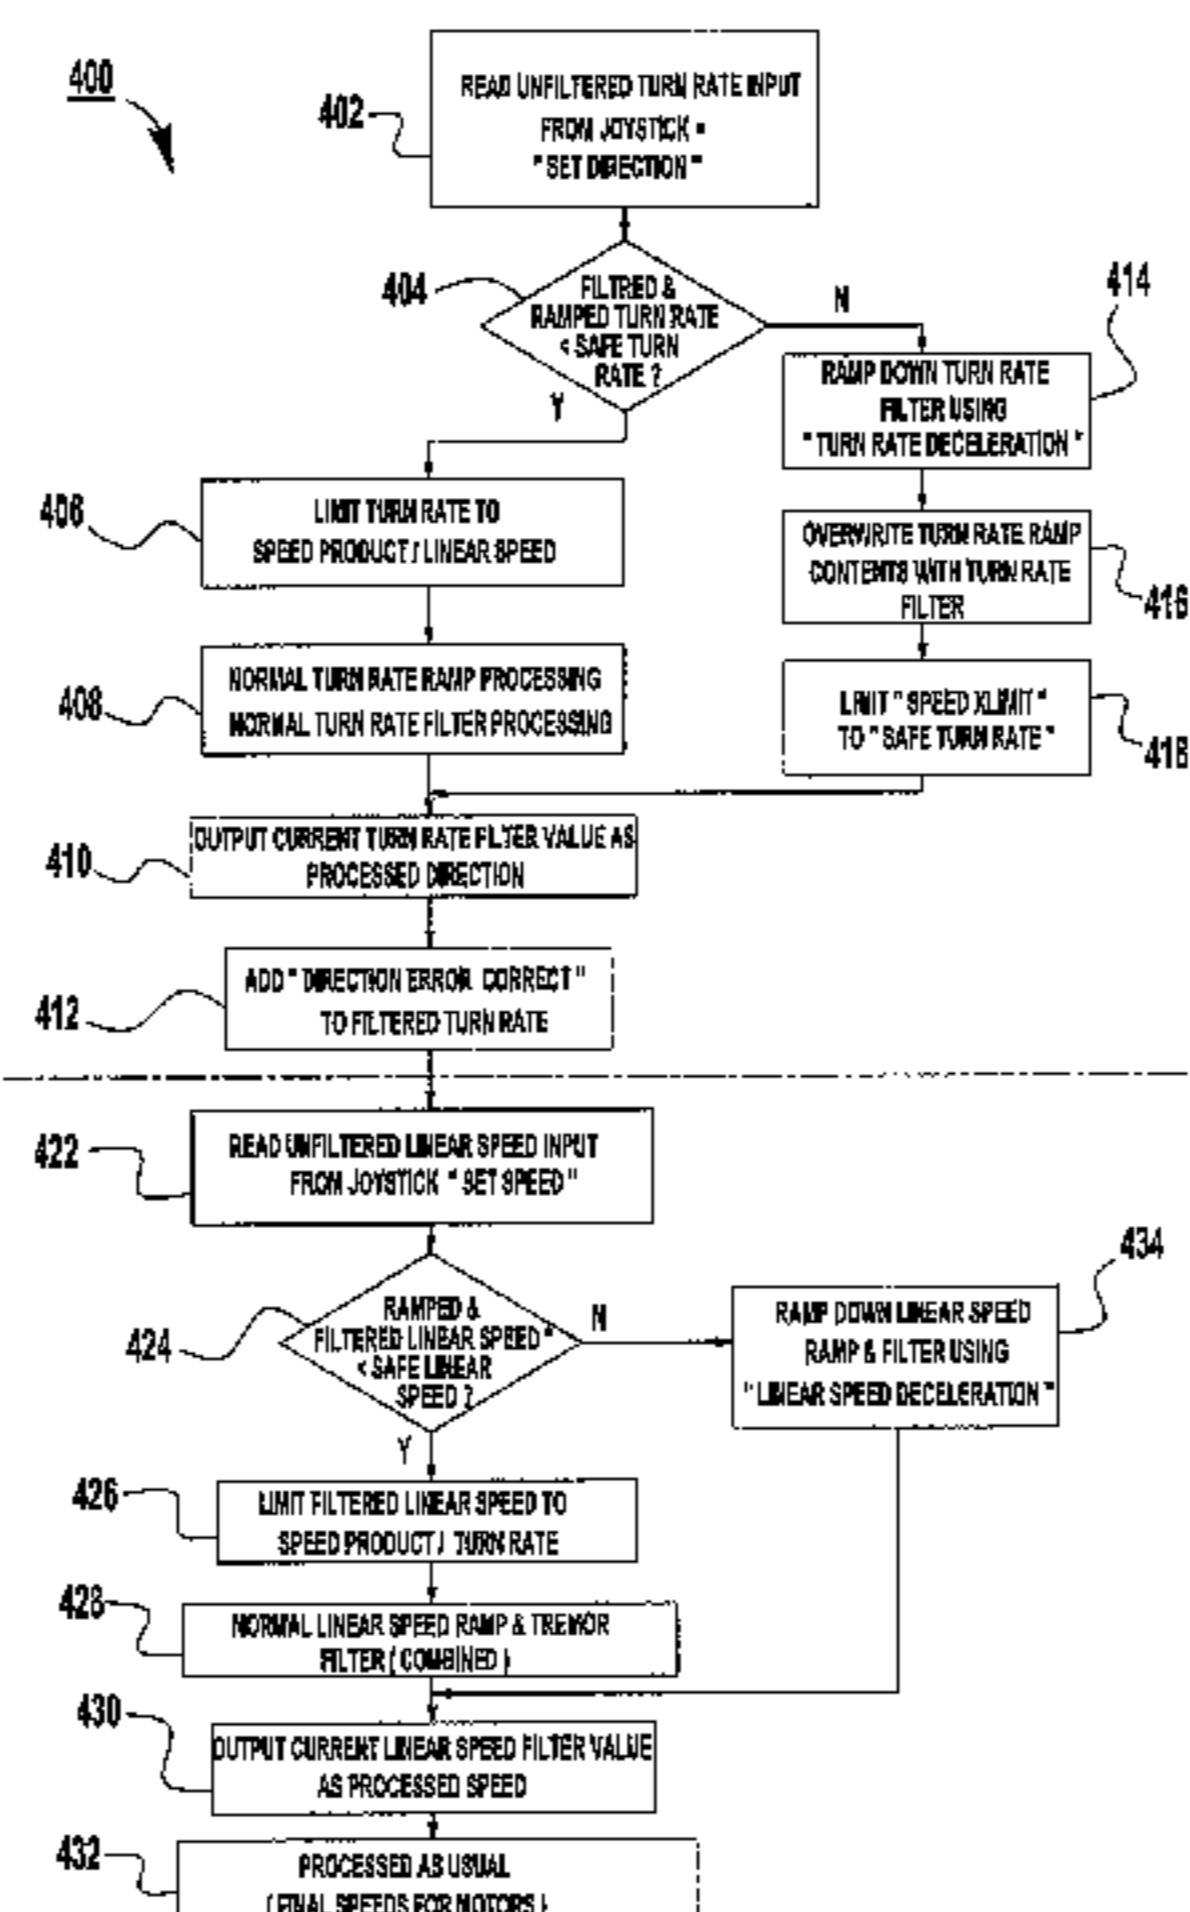 400
402
READ UNFILTERED TURN RATE INPUT
FROM JOYSTICK =
" SET DIRECTION "
404
FILTRED &
RAMPED TURN RATE
< SAFE TURN
RATE ?
N
Y
414
RAMP DOWN TURN RATE
FILTER USING
" TURN RATE DECELERATION "
406
LIMIT TURN RATE TO
SPEED PRODUCT / LINEAR SPEED
416
OVERWRITE TURN RATE RAMP
CONTENTS WITH TURN RATE
FILTER
408
NORMAL TURN RATE RAMP PROCESSING
NORMAL TURN RATE FILTER PROCESSING
418
LIMIT " SPEED XLIMIT "
TO " SAFE TURN RATE "
410
OUTPUT CURRENT TURN RATE FILTER VALUE AS
PROCESSED DIRECTION
412
ADD " DIRECTION ERROR CORRECT "
TO FILTERED TURN RATE
422
READ UNFILTERED LINEAR SPEED INPUT
FROM JOYSTICK " SET SPEED "
424
RAMPED &
FILTERED LINEAR SPEED "
< SAFE LINEAR
SPEED ?
N
Y
434
RAMP DOWN LINEAR SPEED
RAMP & FILTER USING
" LINEAR SPEED DECELERATION "
426
LIMIT FILTERED LINEAR SPEED TO
SPEED PRODUCT / TURN RATE
428
NORMAL LINEAR SPEED RAMP & TREMOR
FILTER ( COMBINED )
430
OUTPUT CURRENT LINEAR SPEED FILTER VALUE
AS PROCESSED SPEED
432
PROCESSED AS USUAL
( FINAL SPEEDS FOR MOTORS )